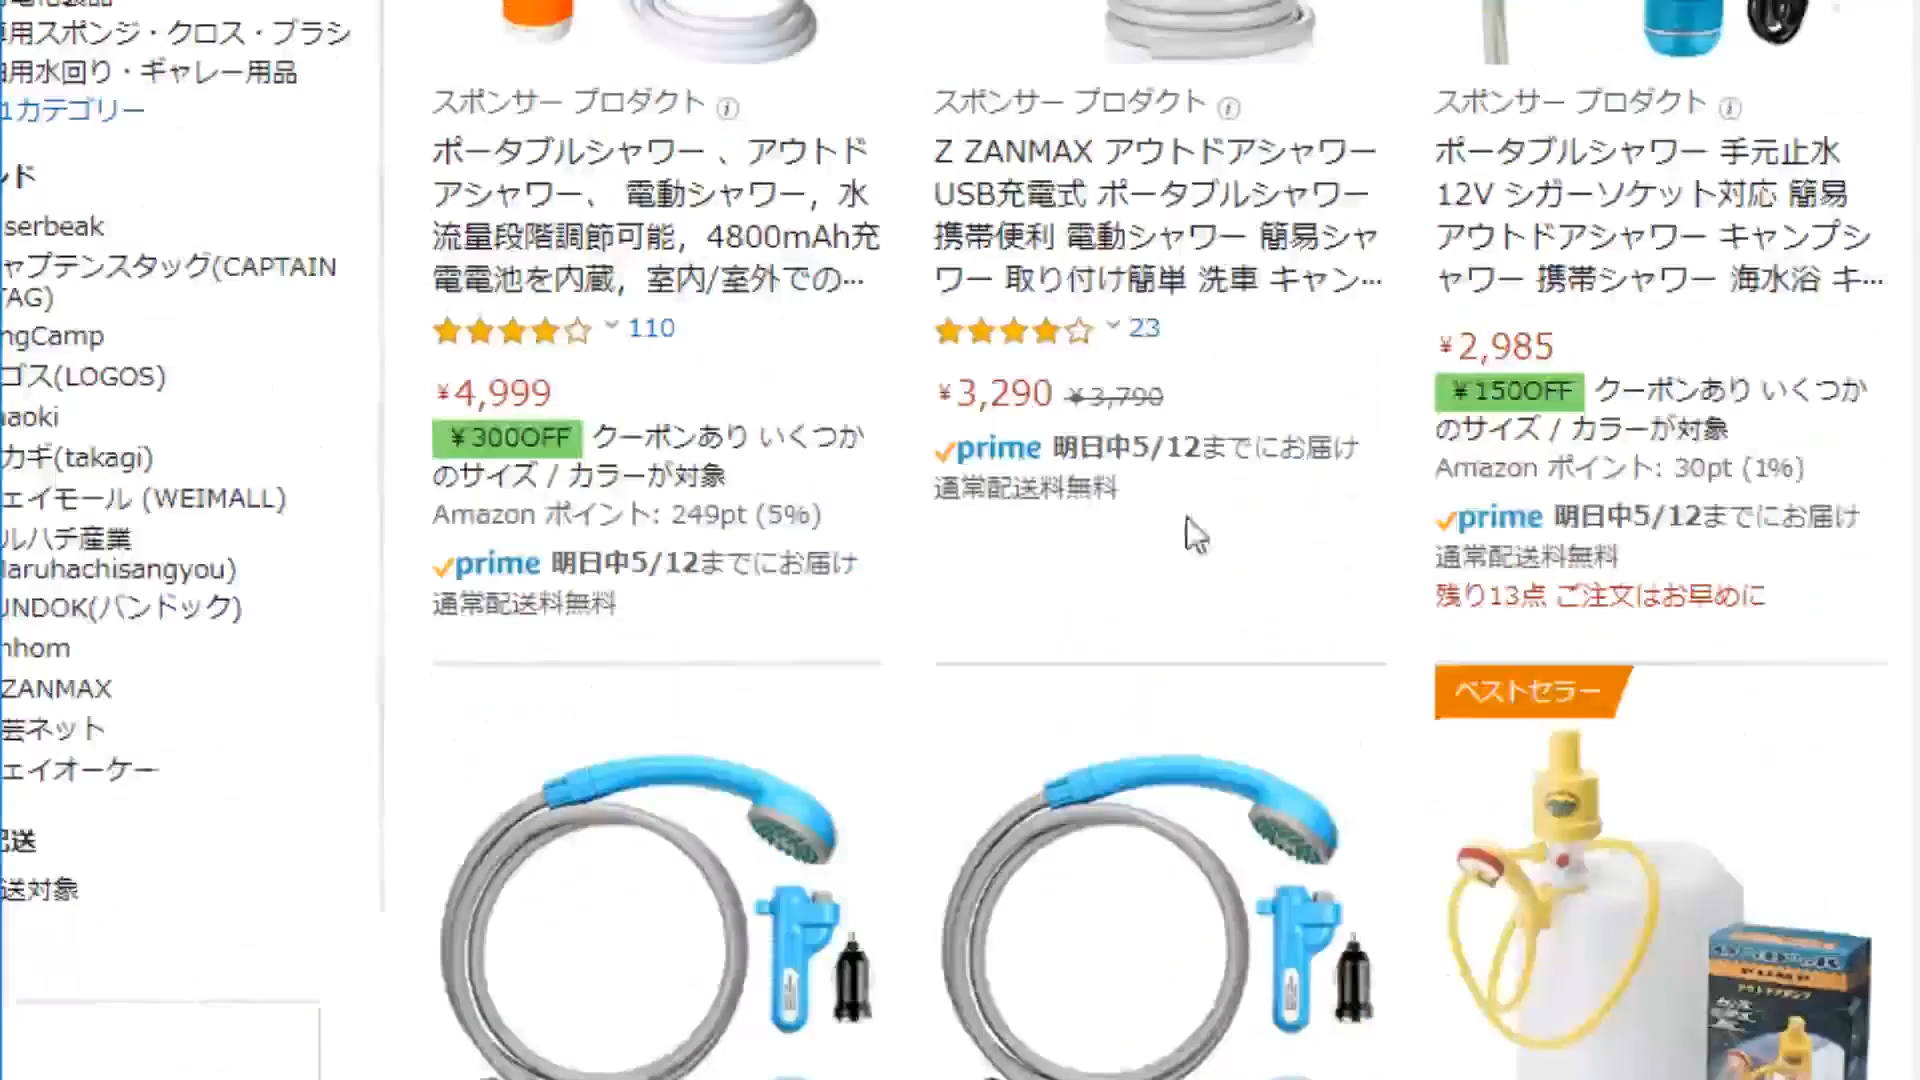 専用スポンジ・クロス・ブラシ
用水回り・ギャレー用品
1カテゴリー
ンド
serbeak
ャプテンスタッグ(CAPTAIN
TAG)
ngCamp
ゴス(LOGOS)
aoki
カギ(takagi)
ェイモール (WEIMALL)
ルハチ産業
aruhachisangyou)
UNDOK(バンドック)
nhom
ZANMAX
芸ネット
ェイオーケー
配送
送対象
スポンサー プロダクト
ポータブルシャワー 、アウトド
アシャワー、 電動シャワー，水
流量段階調節可能，4800mAh充
電電池を内蔵，室内/室外での…
110
¥4,999
¥300OFF クーポンあり いくつか
のサイズ / カラーが対象
Amazon ポイント: 249pt (5%)
prime 明日中5/12までにお届け
通常配送料無料
スポンサー プロダクト
Z ZANMAX アウトドアシャワー
USB充電式 ポータブルシャワー
携帯便利 電動シャワー 簡易シャ
ワー 取り付け簡単 洗車 キャン…
23
¥3,290 ¥3,790
prime 明日中5/12までにお届け
通常配送料無料
スポンサー プロダクト
ポータブルシャワー 手元止水
12V シガーソケット対応 簡易
アウトドアシャワー キャンプシ
ャワー 携帯シャワー 海水浴 キ…
¥2,985
¥150OFF クーポンあり いくつか
のサイズ / カラーが対象
Amazon ポイント: 30pt (1%)
prime 明日中5/12までにお届け
通常配送料無料
残り13点 ご注文はお早めに
ベストセラー